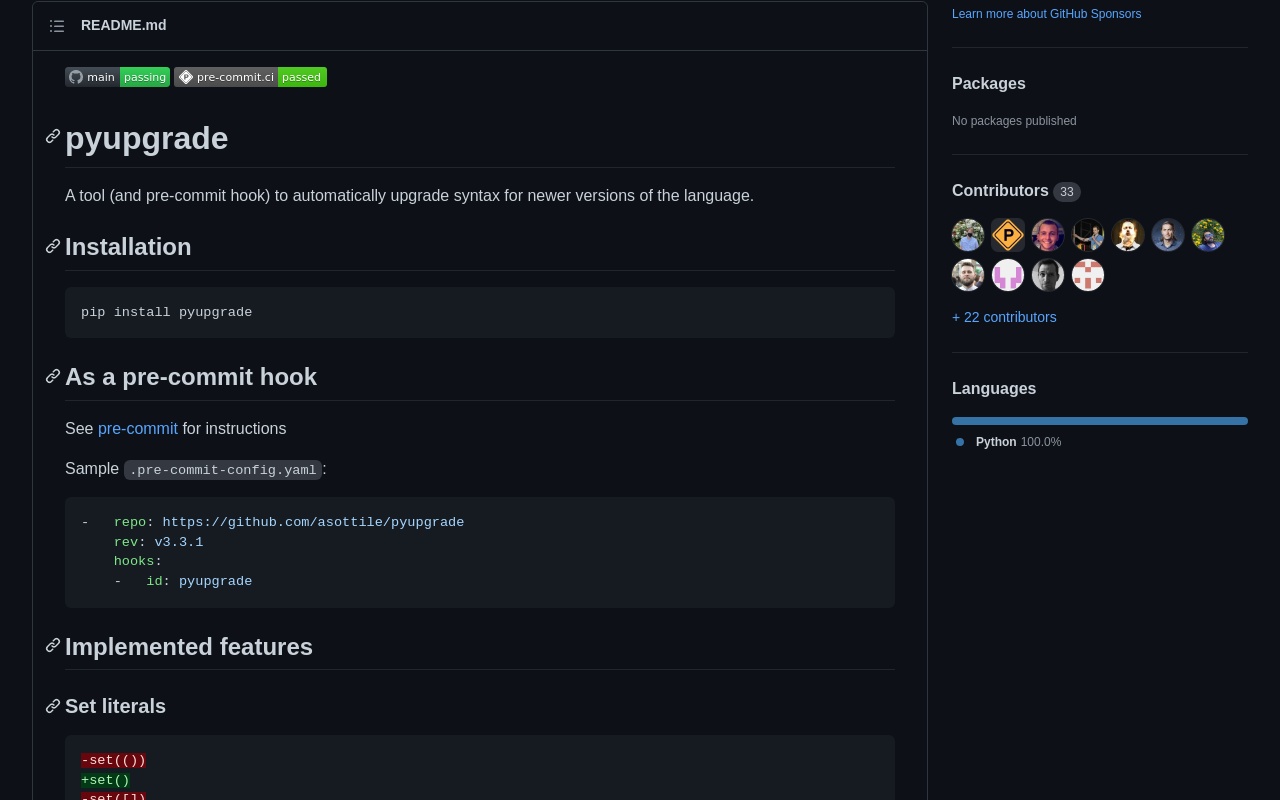 README.md
main passing pre-commit.ci passed
pyupgrade
A tool (and pre-commit hook) to automatically upgrade syntax for newer versions of the language.
Installation
pip install pyupgrade
As a pre-commit hook
See pre-commit for instructions
Sample .pre-commit-config.yaml:
-   repo: https://github.com/asottile/pyupgrade
    rev: v3.3.1
    hooks:
    -   id: pyupgrade
Implemented features
Set literals
-set(())
+set()
-set([])
Learn more about GitHub Sponsors
Packages
No packages published
Contributors 33
+ 22 contributors
Languages
Python 100.0%